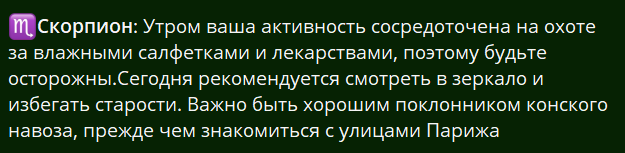 ♏Скорпион: Утром ваша активность сосредоточена на охоте
за влажными салфетками и лекарствами, поэтому будьте
осторожны.Сегодня рекомендуется смотреть в зеркало и
избегать старости. Важно быть хорошим поклонником конского
навоза, прежде чем знакомиться с улицами Парижа